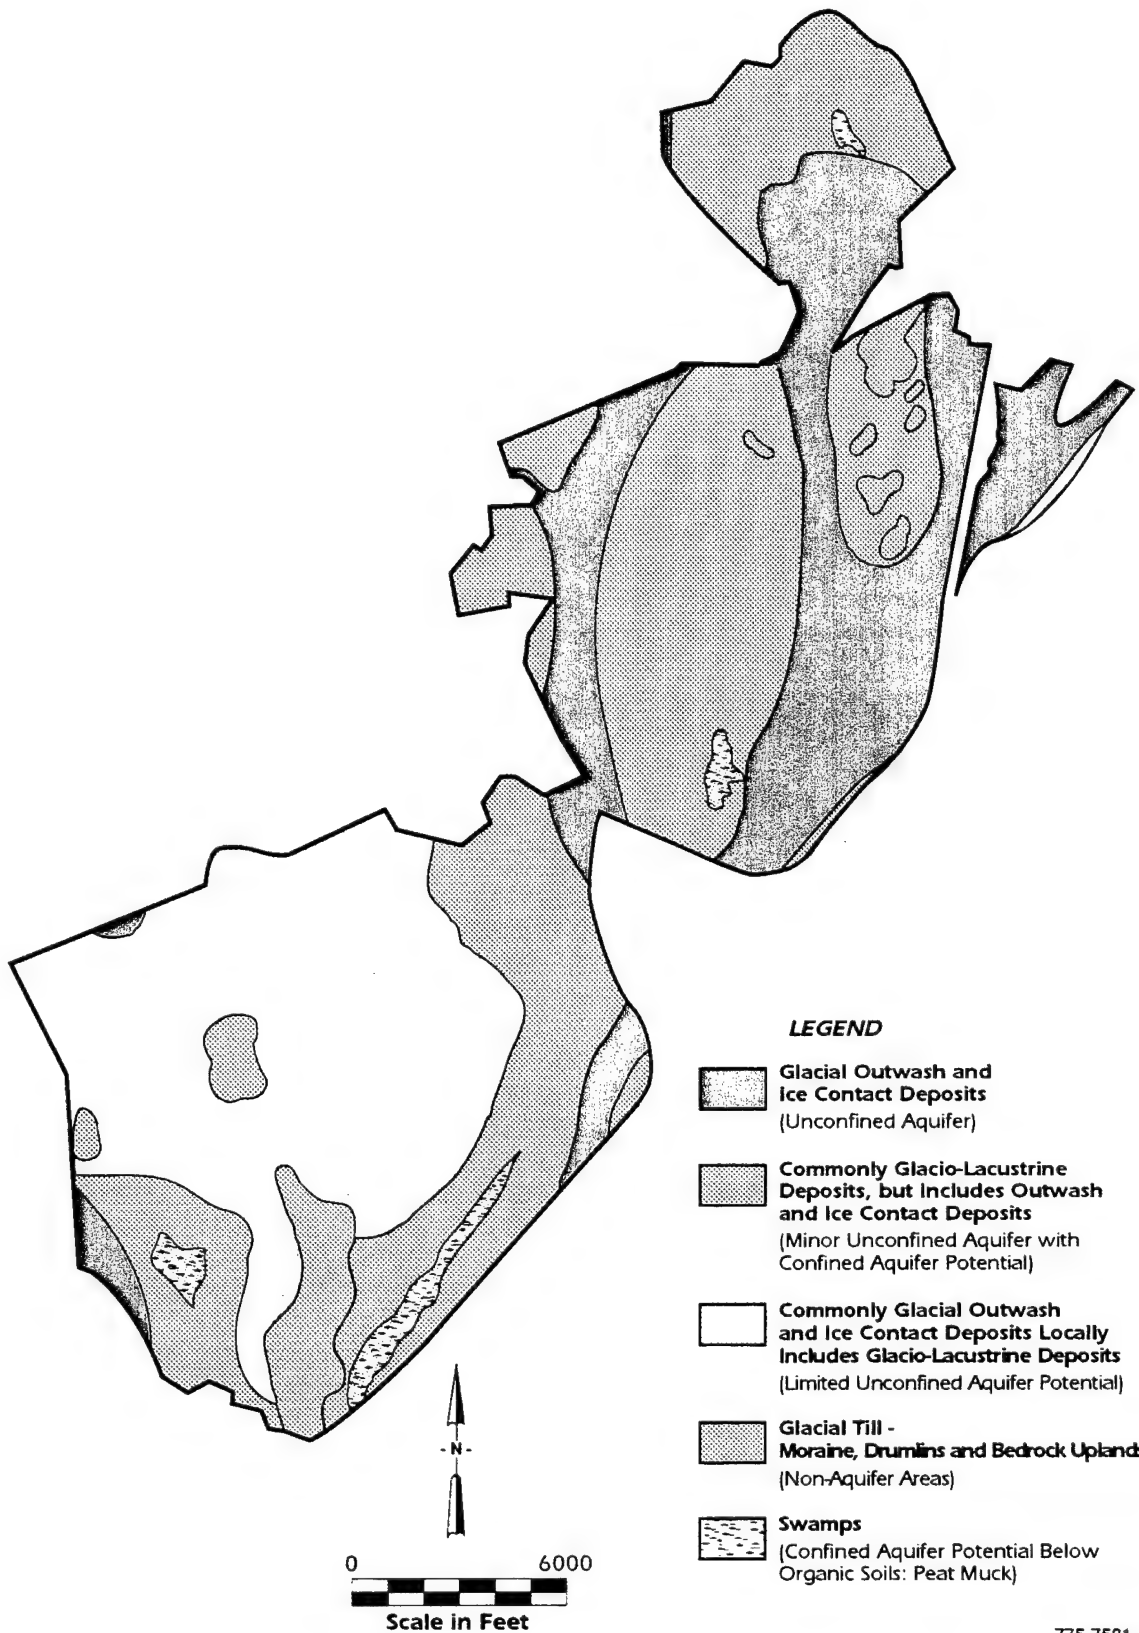 LEGEND
Glacial Outwash and
Ice Contact Deposits
(Unconfined Aquifer)
Commonly Glacio-Lacustrine
Deposits, but Includes Outwash
and Ice Contact Deposits
(Minor Unconfined Aquifer with
Confined Aquifer Potential)
Commonly Glacial Outwash
and Ice Contact Deposits Locally
Includes Glacio-Lacustrine Deposits
(Limited Unconfined Aquifer Potential)
Glacial Till -
Moraine, Drumlins and Bedrock Upland
(Non-Aquifer Areas)
Swamps
(Confined Aquifer Potential Below
Organic Soils: Peat Muck)
- N -
0 6000
Scale in Feet